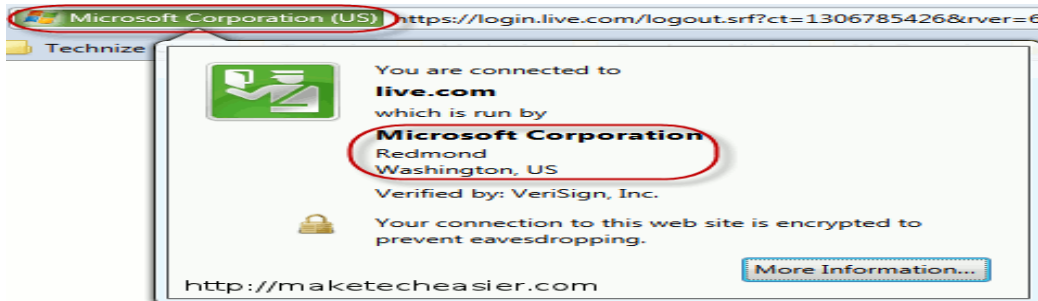 Microsoft Corporation (US) https://login.live.com/logout.srf?ct=1306785426&rver=6
Technize
You are connected to
live.com
which is run by
Microsoft Corporation
Redmond
Washington, US
Verified by: VeriSign, Inc.
Your connection to this web site is encrypted to
prevent eavesdropping.
More Information...
http://maketecheasier.com